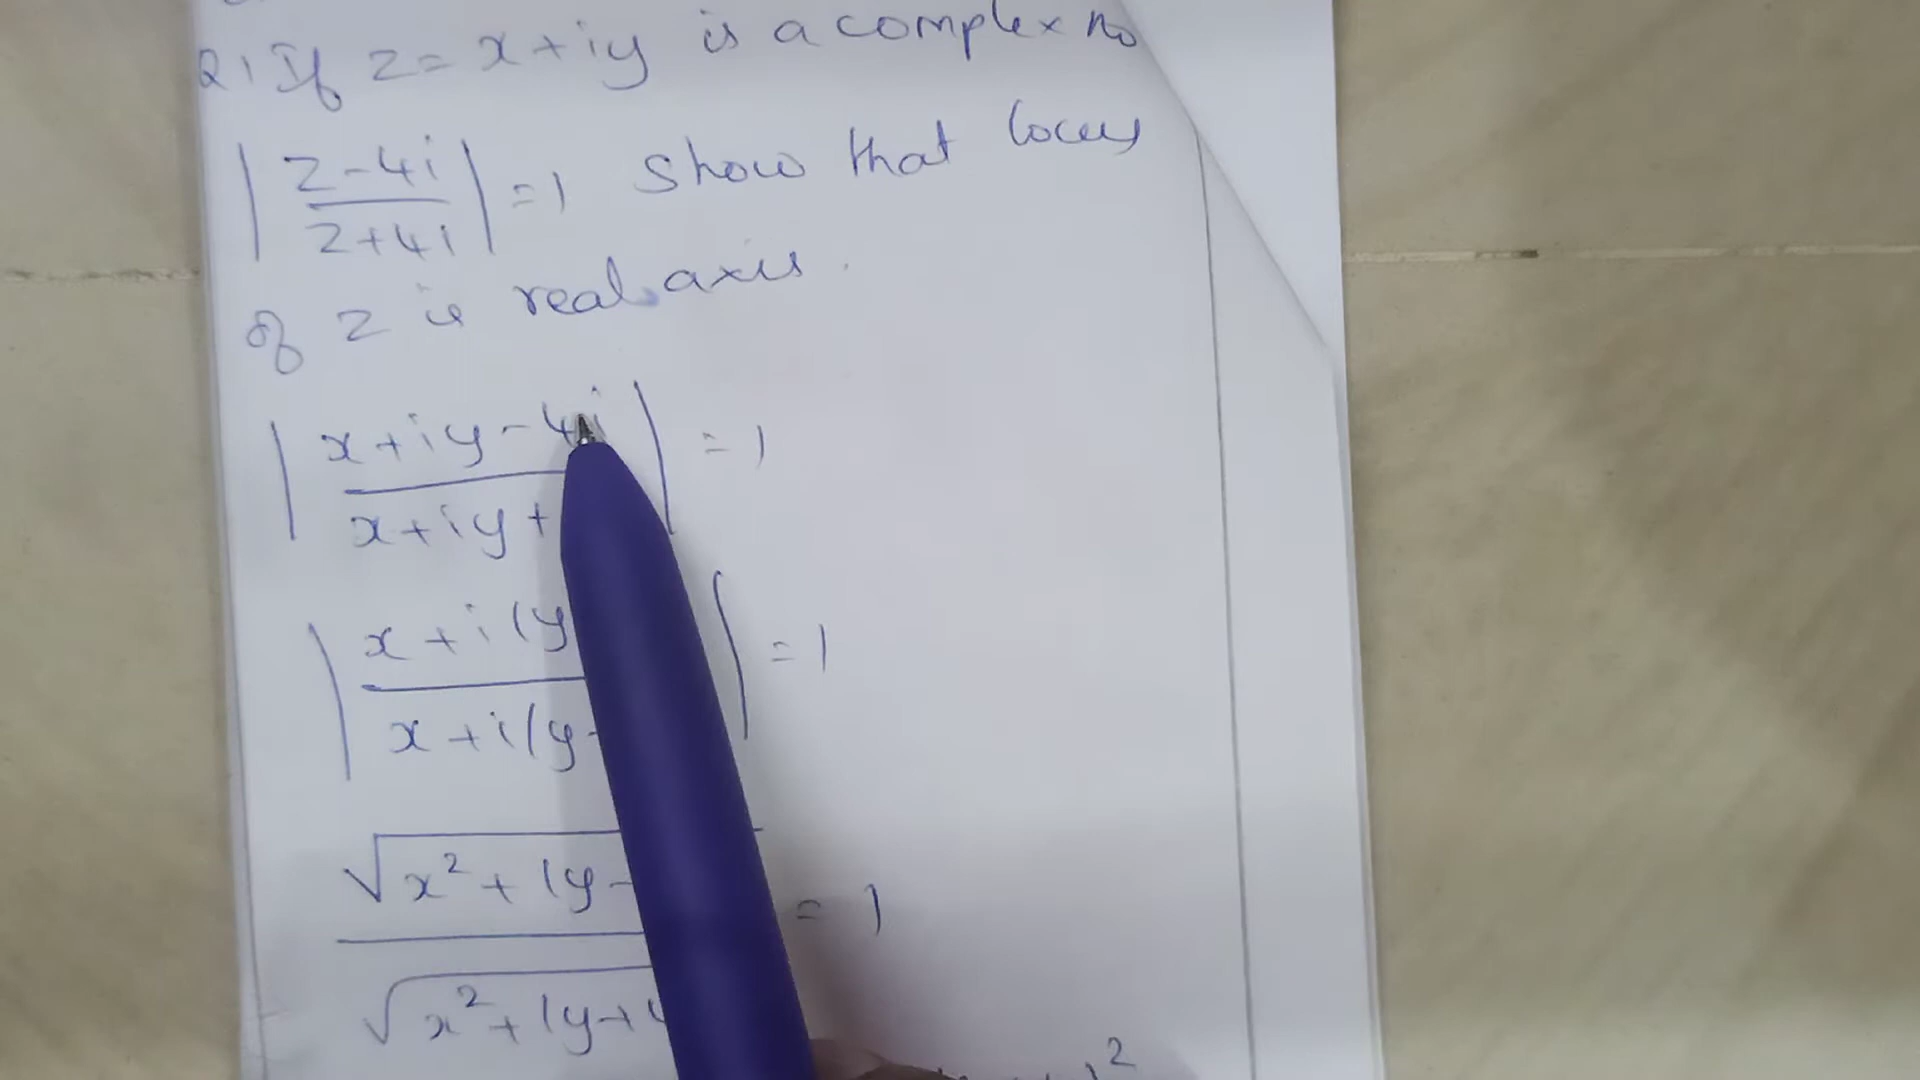 Q1 If z = x+iy is a complex no
|z-4i / z+4i| = 1 show that locus
of z is real axis.
|x+iy-4i / x+iy+ | = 1
|x+i(y / x+i(y | = 1
√x²+(y- / √x²+(y+ = 1
)²